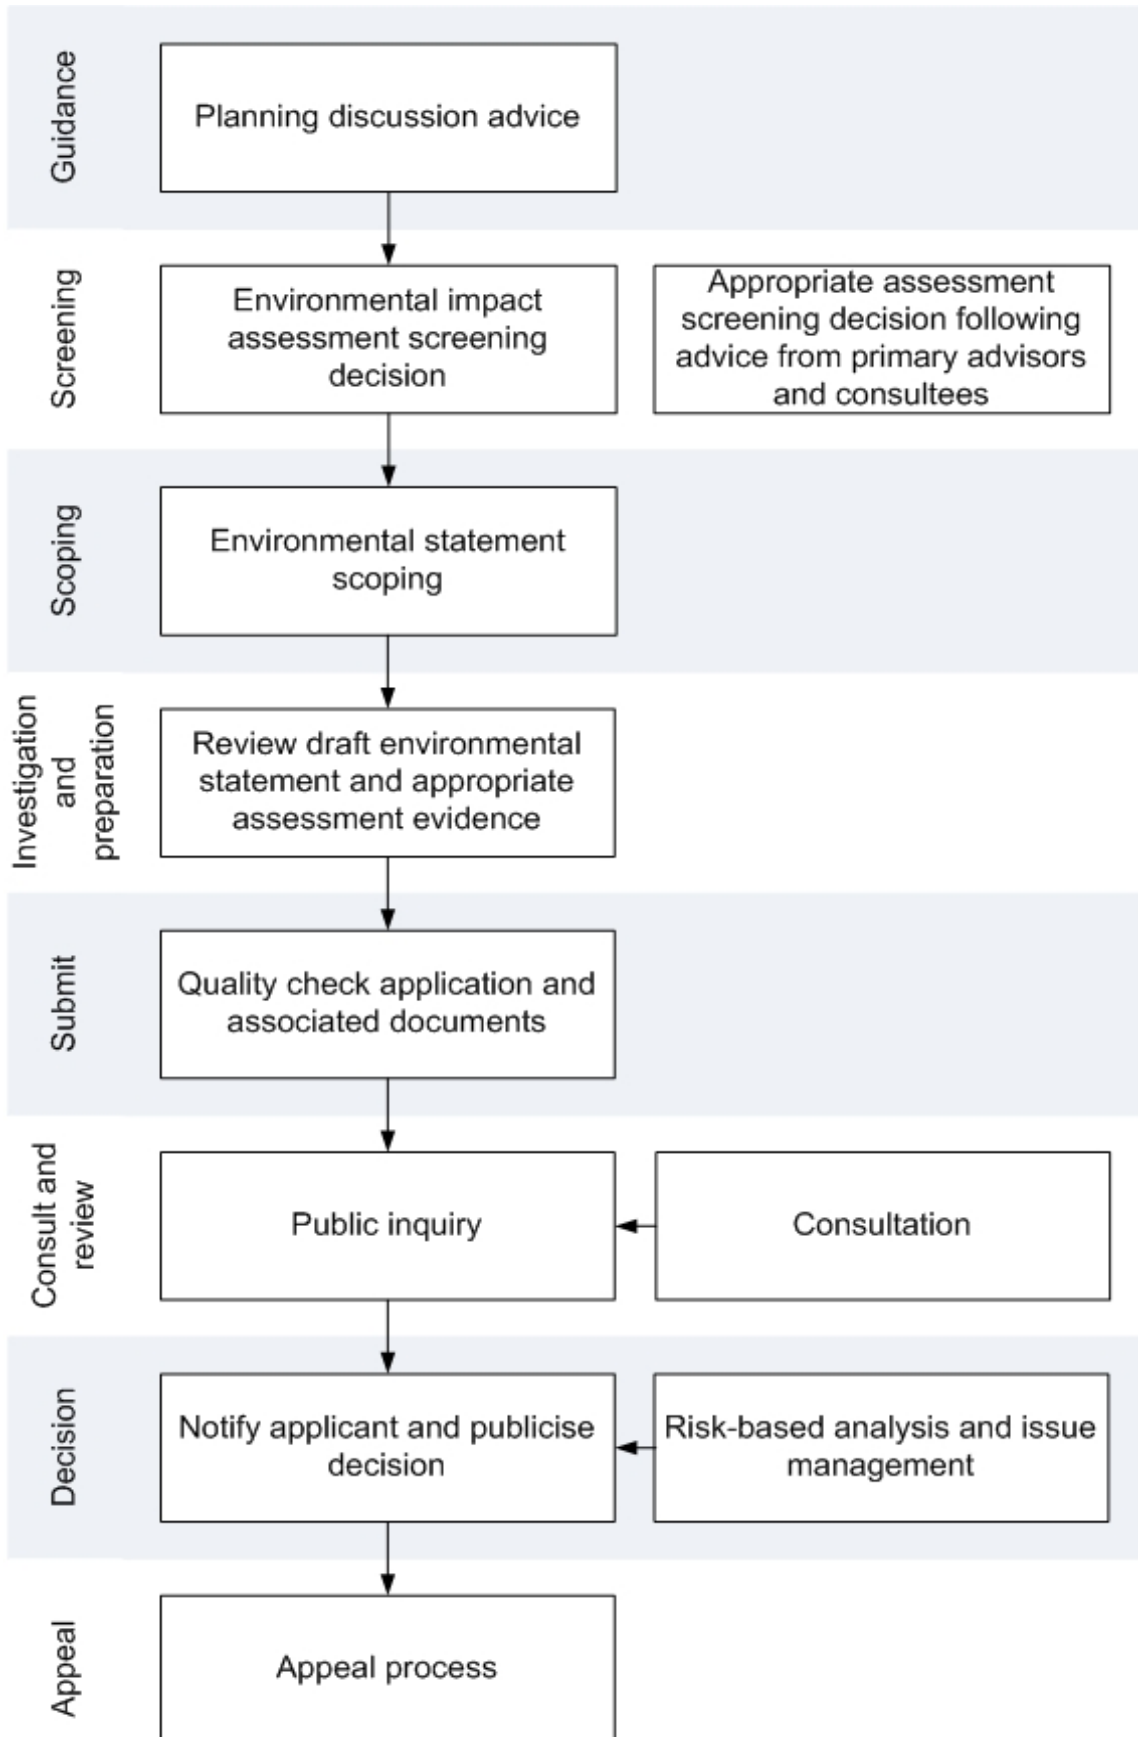 Guidance
Planning discussion advice
Screening
Environmental impact
assessment screening
decision
Appropriate assessment
screening decision following
advice from primary advisors
and consultees
Scoping
Environmental statement
scoping
Investigation
and
preparation
Review draft environmental
statement and appropriate
assessment evidence
Submit
Quality check application and
associated documents
Consult and
review
Public inquiry
Consultation
Decision
Notify applicant and publicise
decision
Risk-based analysis and issue
management
Appeal
Appeal process